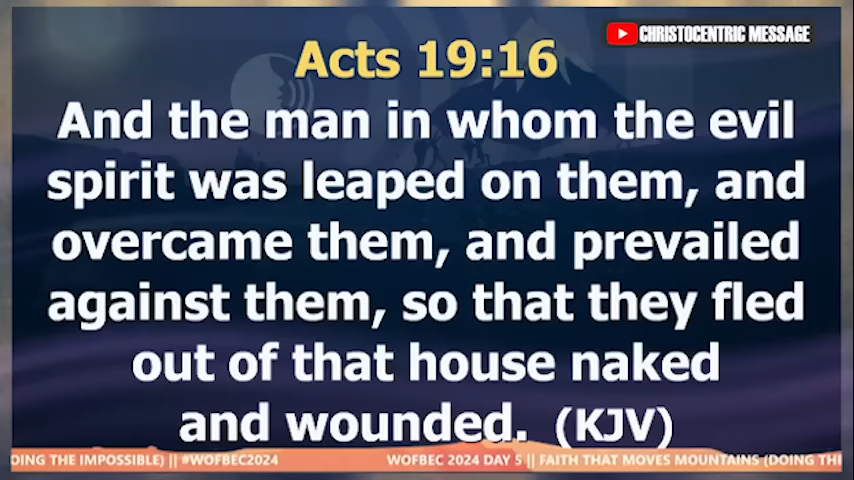 CHRISTOCENTRIC MESSAGE
Acts 19:16
And the man in whom the evil
spirit was leaped on them, and
overcame them, and prevailed
against them, so that they fled
out of that house naked
and wounded. (KJV)
OING THE IMPOSSIBLE) || #WOFBEC2024 WOFBEC 2024 DAY 5 || FAITH THAT MOVES MOUNTAINS (DOING THE